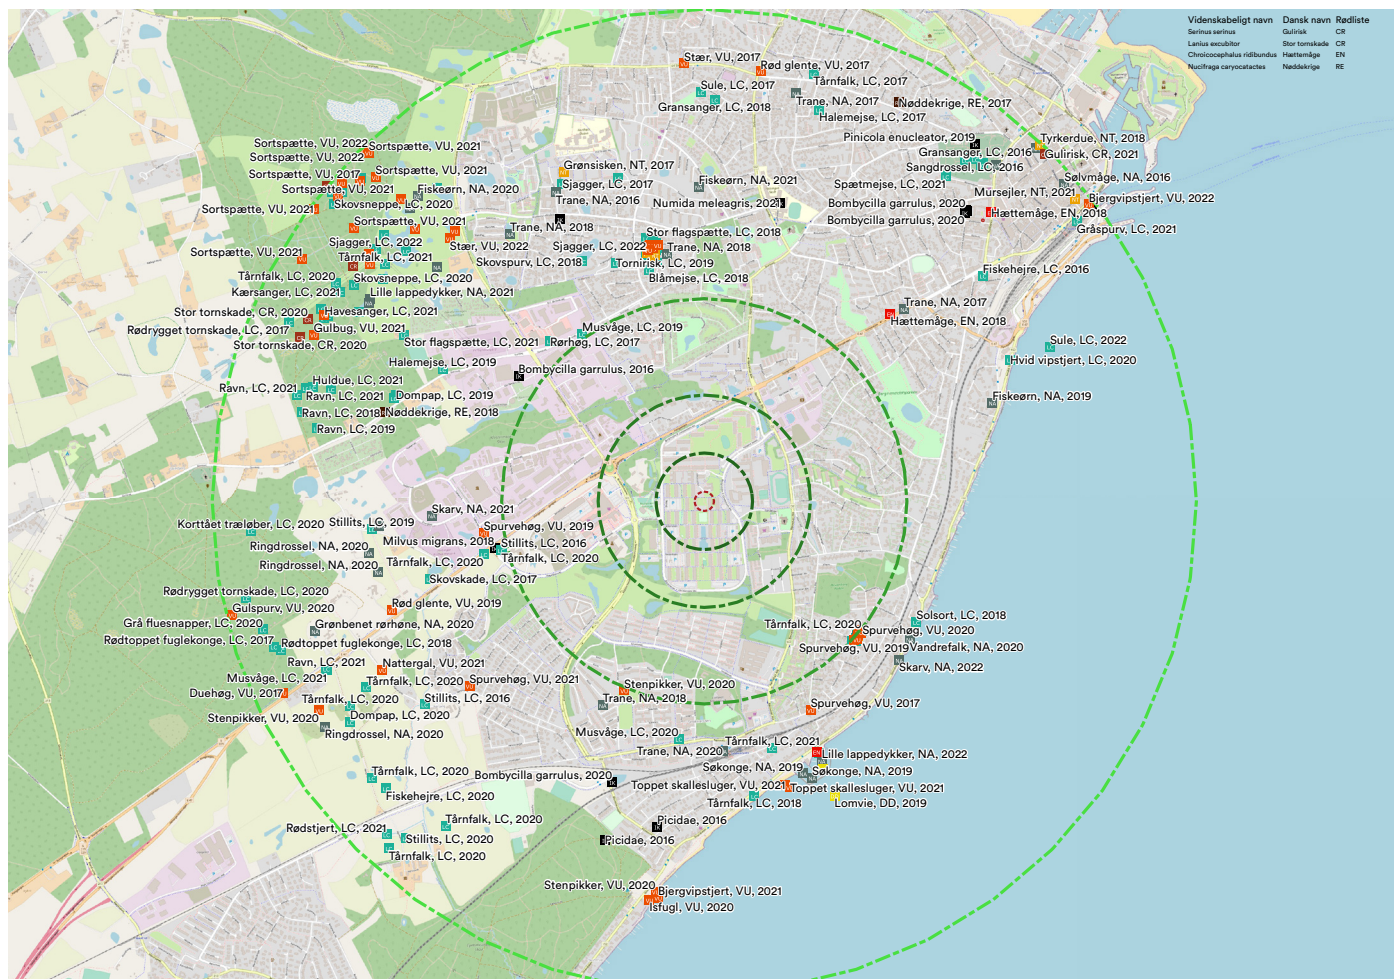 Videnskabeligt navn Dansk navn Rødliste
Serinus serinus Gulirisk CR
Lanius excubitor Stor tornskade CR
Chroicocephalus ridibundus Hættemåge EN
Nucifraga caryocatactes Nøddekrige RE
Stær, VU, 2017
Rød glente, VU, 2017
Tårnfalk, LC, 2017
Sule, LC, 2017
Trane, NA, 2017
Nøddekrige, RE, 2017
Gransanger, LC, 2018
Halemejse, LC, 2017
Pinicola enucleator, 2019
Tyrkerdue, NT, 2018
Sortspætte, VU, 2022
Sortspætte, VU, 2021
Gransanger, LC, 2016
Gulirisk, CR, 2021
Sortspætte, VU, 2022
Grønsisken, NT, 2017
Sangdrossel, LC, 2016
Sortspætte, VU, 2017
Sortspætte, VU, 2021
Sølvmåge, NA, 2016
Sjagger, LC, 2017
Fiskeørn, NA, 2021
Spætmejse, LC, 2021
Sortspætte, VU, 2021
Fiskeørn, NA, 2020
Mursejler, NT, 2021
Bjergvipstjert, VU, 2022
Trane, NA, 2016
Numida meleagris, 2021
Bombycilla garrulus, 2020
Skovsneppe, LC, 2020
Sortspætte, VU, 2021
Hættemåge, EN, 2018
Bombycilla garrulus, 2020
Sortspætte, VU, 2021
Trane, NA, 2018
Stor flagspætte, LC, 2018
Gråspurv, LC, 2021
Sjagger, LC, 2022
Stær, VU, 2022
Sjagger, LC, 2022
Trane, NA, 2018
Sortspætte, VU, 2021
Tårnfalk, LC, 2021
Skovspurv, LC, 2018
Tornirisk, LC, 2019
Fiskehejre, LC, 2016
Tårnfalk, LC, 2020
Skovsneppe, LC, 2020
Blåmejse, LC, 2018
Kærsanger, LC, 2021
Lille lappedykker, NA, 2021
Trane, NA, 2017
Stor tornskade, CR, 2020
Havesanger, LC, 2021
Hættemåge, EN, 2018
Rødrygget tornskade, LC, 2017
Gulbug, VU, 2021
Musvåge, LC, 2019
Stor tornskade, CR, 2020
Stor flagspætte, LC, 2021
Rørhøg, LC, 2017
Sule, LC, 2022
Halemejse, LC, 2019
Bombycilla garrulus, 2016
Hvid vipstjert, LC, 2020
Huldue, LC, 2021
Ravn, LC, 2021
Ravn, LC, 2021
Dompap, LC, 2019
Fiskeørn, NA, 2019
Ravn, LC, 2018
Nøddekrige, RE, 2018
Ravn, LC, 2019
Skarv, NA, 2021
Korttået træløber, LC, 2020
Stillits, LC, 2019
Spurvehøg, VU, 2019
Ringdrossel, NA, 2020
Milvus migrans, 2018
Stillits, LC, 2016
Ringdrossel, NA, 2020
Tårnfalk, LC, 2020
Tårnfalk, LC, 2020
Skovskade, LC, 2017
Rødrygget tornskade, LC, 2020
Gulspurv, VU, 2020
Rød glente, VU, 2019
Grå fluesnapper, LC, 2020
Grønbenet rørhøne, NA, 2020
Solsort, LC, 2018
Tårnfalk, LC, 2020
Spurvehøg, VU, 2020
Rødtoppet fuglekonge, LC, 2017
Rødtoppet fuglekonge, LC, 2018
Spurvehøg, VU, 2019
Vandrefalk, NA, 2020
Ravn, LC, 2021
Nattergal, VU, 2021
Skarv, NA, 2022
Musvåge, LC, 2021
Tårnfalk, LC, 2020
Spurvehøg, VU, 2021
Stenpikker, VU, 2020
Duehøg, VU, 2017
Tårnfalk, LC, 2020
Stillits, LC, 2016
Trane, NA, 2018
Spurvehøg, VU, 2017
Stenpikker, VU, 2020
Dompap, LC, 2020
Ringdrossel, NA, 2020
Musvåge, LC, 2020
Trane, NA, 2020
Tårnfalk, LC, 2021
Lille lappedykker, NA, 2022
Tårnfalk, LC, 2020
Bombycilla garrulus, 2020
Søkonge, NA, 2019
Søkonge, NA, 2019
Toppet skallesluger, VU, 2021
Toppet skallesluger, VU, 2021
Fiskehejre, LC, 2020
Tårnfalk, LC, 2018
Lomvie, DD, 2019
Tårnfalk, LC, 2020
Picidae, 2016
Rødstjert, LC, 2021
Stillits, LC, 2020
Picidae, 2016
Tårnfalk, LC, 2020
Stenpikker, VU, 2020
Bjergvipstjert, VU, 2021
Isfugl, VU, 2020